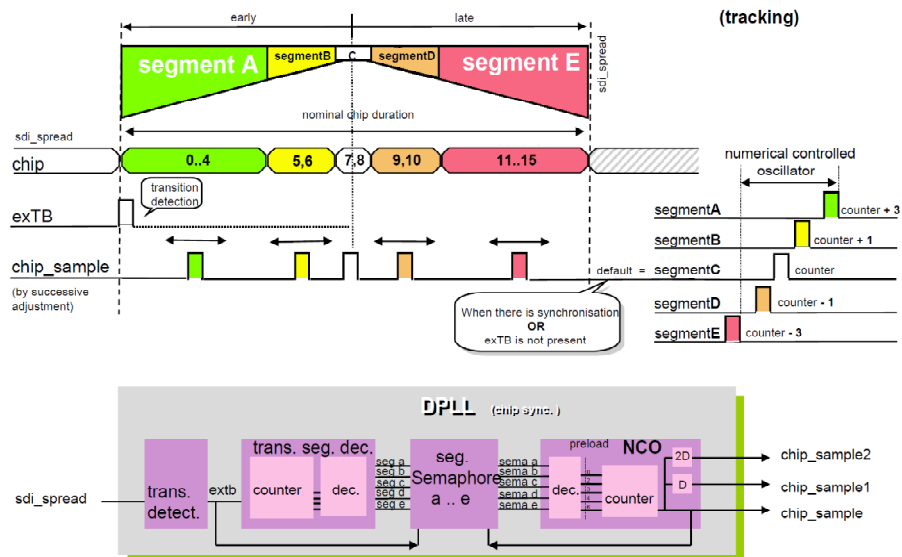 early
late
(tracking)
segment A
segmentB
C
segmentD
segment E
sdi_spread
nominal chip duration
sdi_spread
chip
0..4
5,6
7,8
9,10
11..15
numerical controlled
oscillator
transition
detection
exTB
segmentA
counter + 3
segmentB
counter + 1
chip_sample
(by successive
adjustment)
default =
segmentC
counter
When there is synchronisation
OR
exTB is not present
segmentD
counter - 1
segmentE
counter - 3
DPLL (chip sync.)
trans. seg. dec.
seg.
Semaphore
a .. e
preload
NCO
sdi_spread
trans.
detect.
extb
counter
dec.
seg a
seg b
seg c
seg d
seg e
sema a
sema b
sema c
sema d
sema e
dec.
counter
2D
D
chip_sample2
chip_sample1
chip_sample